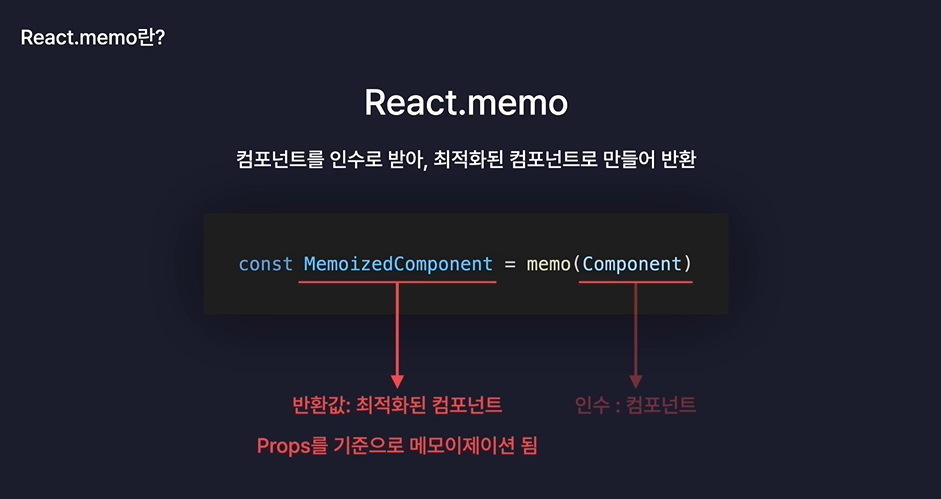 React.memo란?
React.memo
컴포넌트를 인수로 받아, 최적화된 컴포넌트로 만들어 반환
const MemoizedComponent = memo(Component)
반환값: 최적화된 컴포넌트
인수 : 컴포넌트
Props를 기준으로 메모이제이션 됨